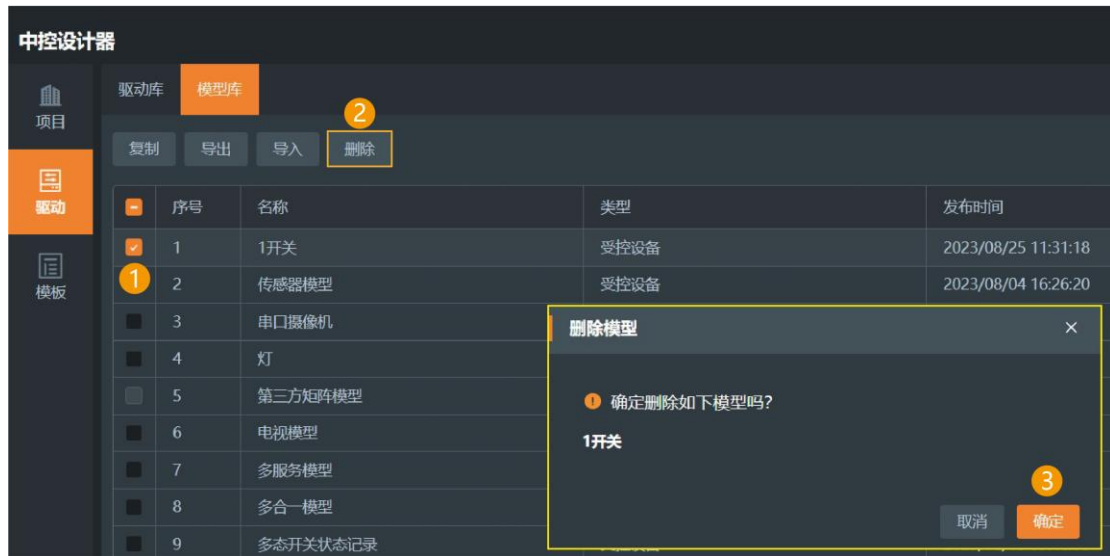 中控设计器
项目
驱动
模板
驱动库 模型库
2
复制 导出 导入 删除
序号 名称 类型 发布时间
1 1开关 受控设备 2023/08/25 11:31:18
1
2 传感器模型 受控设备 2023/08/04 16:26:20
3 串口摄像机
4 灯
5 第三方矩阵模型
6 电视模型
7 多服务模型
8 多合一模型
9 多态开关状态记录
删除模型
确定删除如下模型吗?
1开关
3
取消 确定